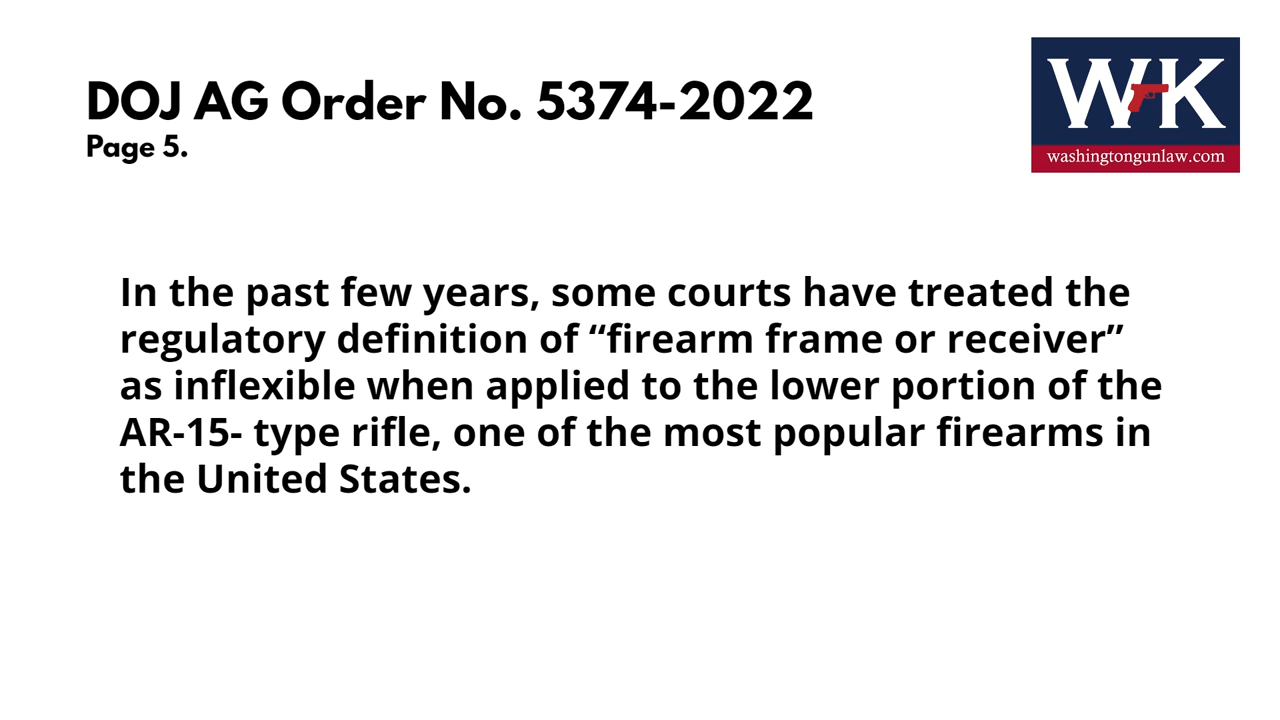 DOJ AG Order No. 5374-2022
Page 5.
WK
washingtongunlaw.com
In the past few years, some courts have treated the
regulatory definition of “firearm frame or receiver”
as inflexible when applied to the lower portion of the
AR-15- type rifle, one of the most popular firearms in
the United States.